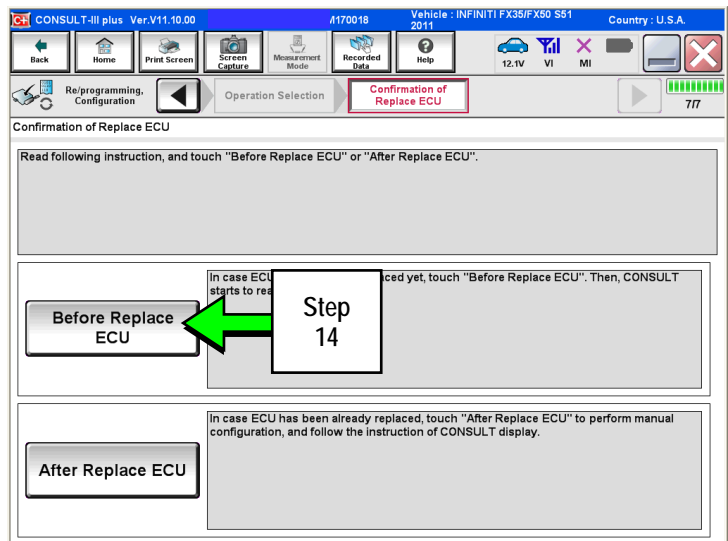 C+ CONSULT-III plus Ver.V11.10.00 VI170018 Vehicle : INFINITI FX35/FX50 S51 2011 Country : U.S.A.
Back
Home
Print Screen
Screen Capture
Measurement Mode
Recorded Data
Help
12.1V
VI
MI
Re/programming, Configuration
Operation Selection
Confirmation of Replace ECU
7/7
Confirmation of Replace ECU
Read following instruction, and touch "Before Replace ECU" or "After Replace ECU".
Before Replace
ECU
In case ECU aced yet, touch "Before Replace ECU". Then, CONSULT
starts to rea
Step
14
After Replace ECU
In case ECU has been already replaced, touch "After Replace ECU" to perform manual
configuration, and follow the instruction of CONSULT display.